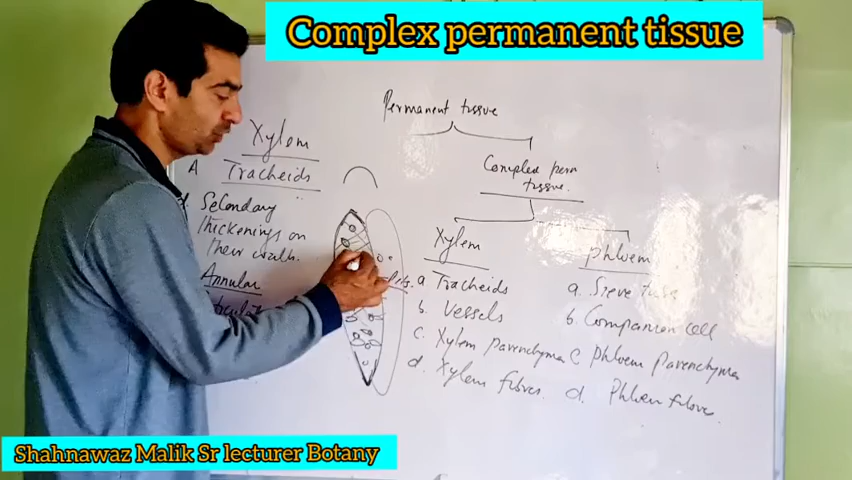 Complex permanent tissue
Permanent tissue
Xylem
A Tracheids
d. Secondary
thickenings on
their walls.
Annular
Complex perm
tissue.
Xylem
a Tracheids
b. Vessels
c. Xylem parenchyma
d. Xylem fibres.
phloem
a. Sieve tube
b. Companion cell
C phloem parenchyma
d. Phloem fibre.
Shahnawaz Malik Sr lecturer Botany